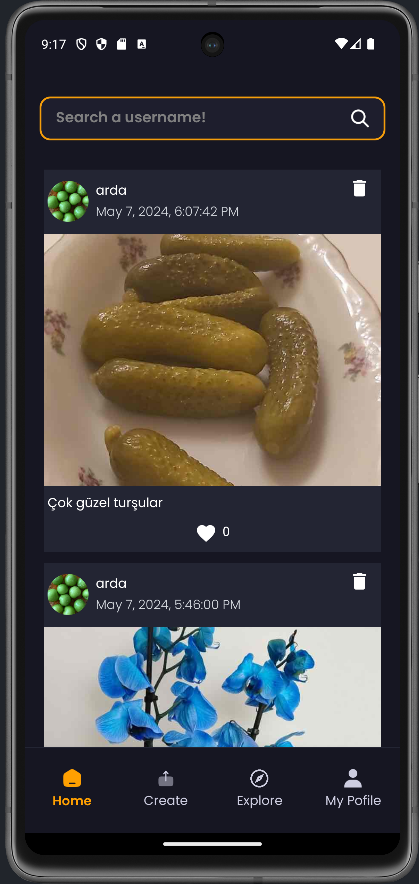 9:17
Search a username!
arda
May 7, 2024, 6:07:42 PM
Çok güzel turşular
0
arda
May 7, 2024, 5:46:00 PM
Home Create Explore My Pofile